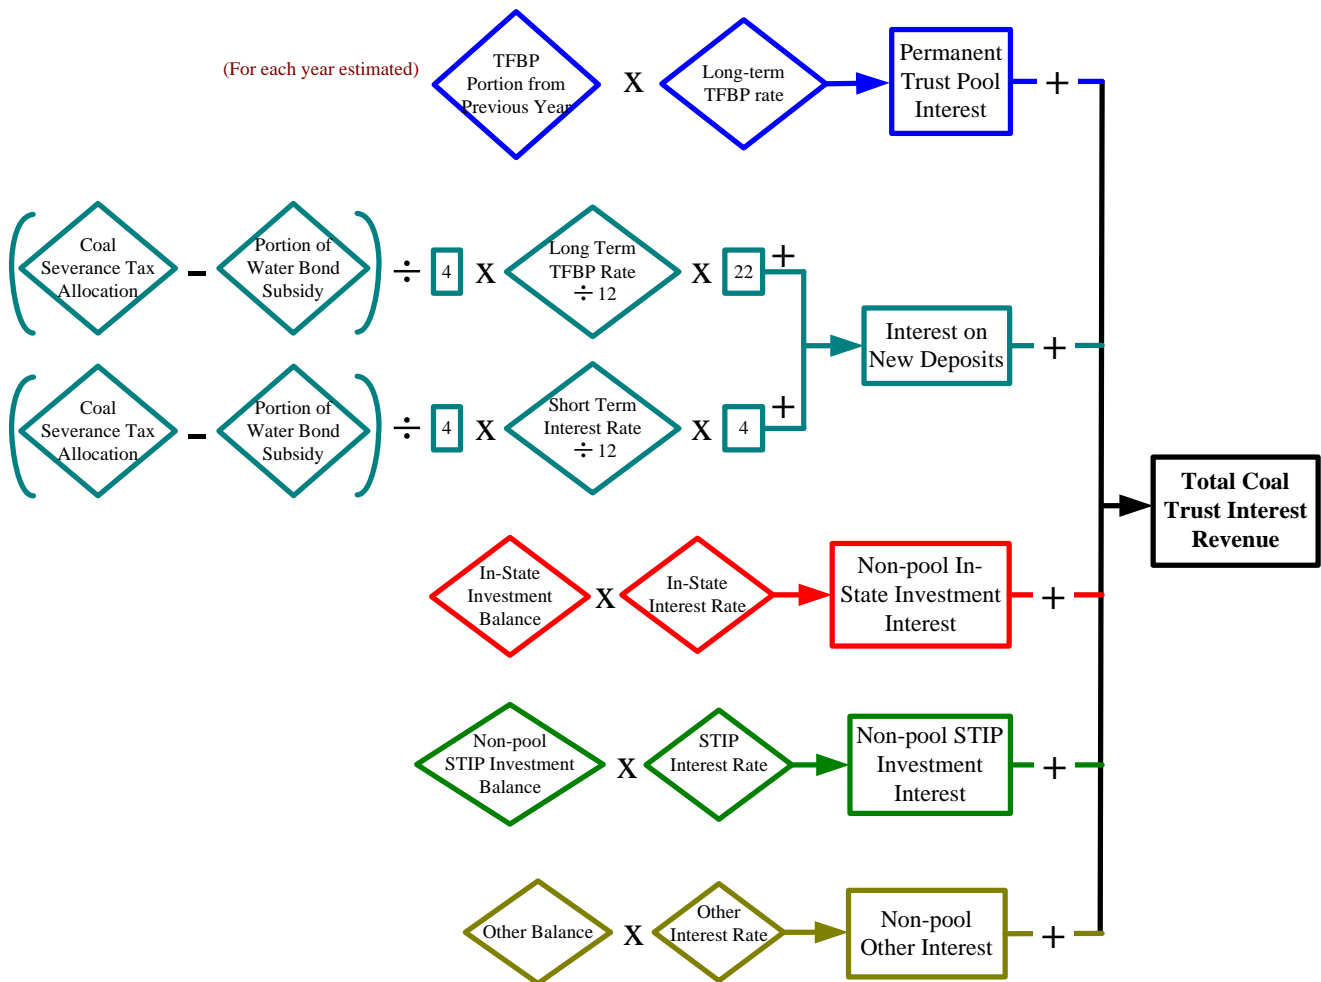 (For each year estimated)
TFBP
Portion from
Previous Year
X
Long-term
TFBP rate
Permanent
Trust Pool
Interest
+
(
Coal
Severance Tax
Allocation
-
Portion of
Water Bond
Subsidy
)
÷
4
X
Long Term
TFBP Rate
÷ 12
X
22
+
Interest on
New Deposits
+
(
Coal
Severance Tax
Allocation
-
Portion of
Water Bond
Subsidy
)
÷
4
X
Short Term
Interest Rate
÷ 12
X
4
+
Total Coal
Trust Interest
Revenue
In-State
Investment
Balance
X
In-State
Interest Rate
Non-pool In-
State Investment
Interest
+
Non-pool
STIP Investment
Balance
X
STIP
Interest Rate
Non-pool STIP
Investment
Interest
+
Other Balance
X
Other
Interest Rate
Non-pool
Other Interest
+